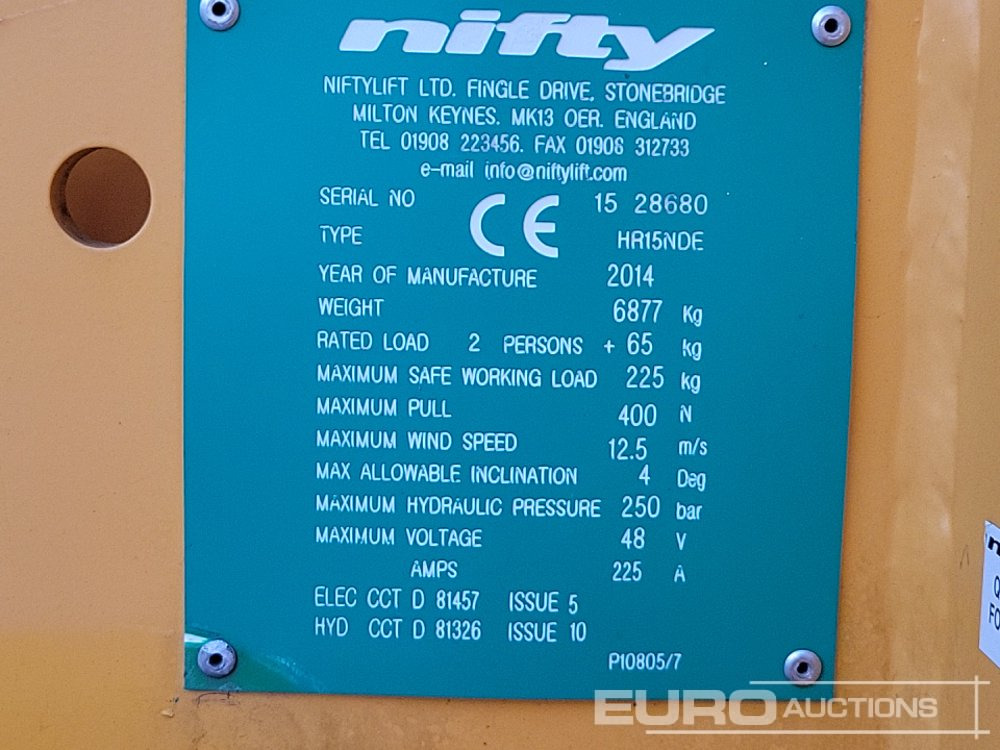 nifty
NIFTYLIFT LTD. FINGLE DRIVE, STONEBRIDGE
MILTON KEYNES. MK13 OER. ENGLAND
TEL 01908 223456. FAX 01908 312733
e-mail info@niftylift.com
SERIAL NO CE 15 28680
TYPE HR15NDE
YEAR OF MANUFACTURE 2014
WEIGHT 6877 Kg
RATED LOAD 2 PERSONS + 65 kg
MAXIMUM SAFE WORKING LOAD 225 kg
MAXIMUM PULL 400 N
MAXIMUM WIND SPEED 12.5 m/s
MAX ALLOWABLE INCLINATION 4 Deg
MAXIMUM HYDRAULIC PRESSURE 250 bar
MAXIMUM VOLTAGE 48 V
AMPS 225 A
ELEC CCT D 81457 ISSUE 5
HYD CCT D 81326 ISSUE 10
P10805/7
EURO AUCTIONS